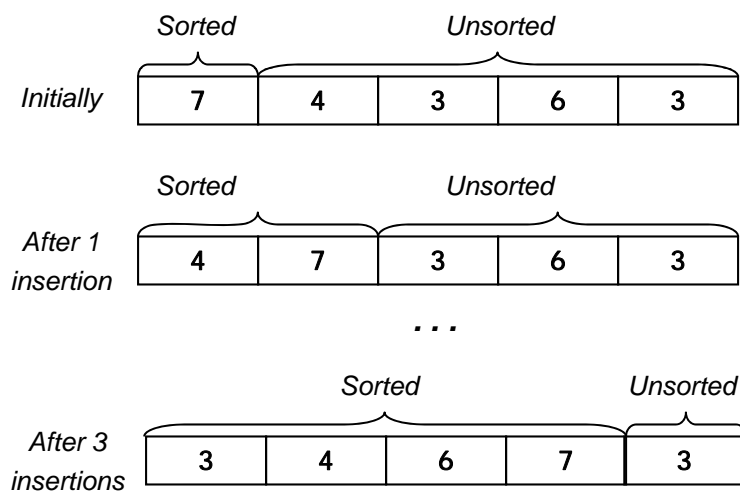 Sorted Unsorted
Initially 7 4 3 6 3
Sorted Unsorted
After 1
insertion
4 7 3 6 3
...
Sorted Unsorted
After 3
insertions
3 4 6 7 3